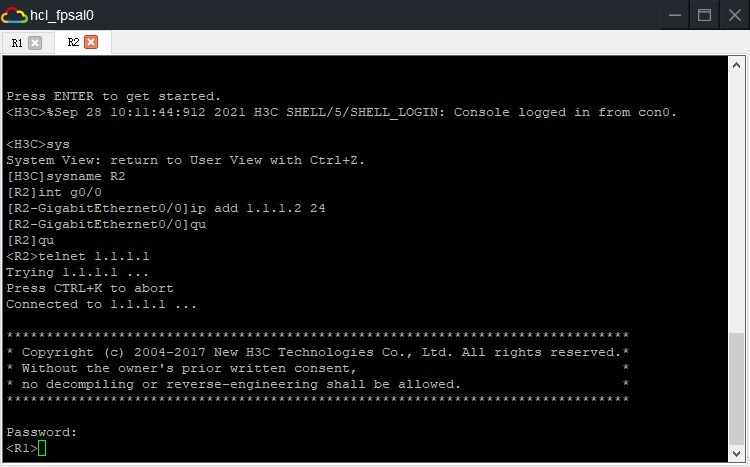 hcl_fpsal0
R1 R2
Press ENTER to get started.
<H3C>%Sep 28 10:11:44:912 2021 H3C SHELL/5/SHELL_LOGIN: Console logged in from con0.
<H3C>sys
System View: return to User View with Ctrl+Z.
[H3C]sysname R2
[R2]int g0/0
[R2-GigabitEthernet0/0]ip add 1.1.1.2 24
[R2-GigabitEthernet0/0]qu
[R2]qu
<R2>telnet 1.1.1.1
Trying 1.1.1.1 ...
Press CTRL+K to abort
Connected to 1.1.1.1 ...
******************************************************************************
* Copyright (c) 2004-2017 New H3C Technologies Co., Ltd. All rights reserved.*
* Without the owner's prior written consent,                                 *
* no decompiling or reverse-engineering shall be allowed.                    *
******************************************************************************
Password:
<R1>